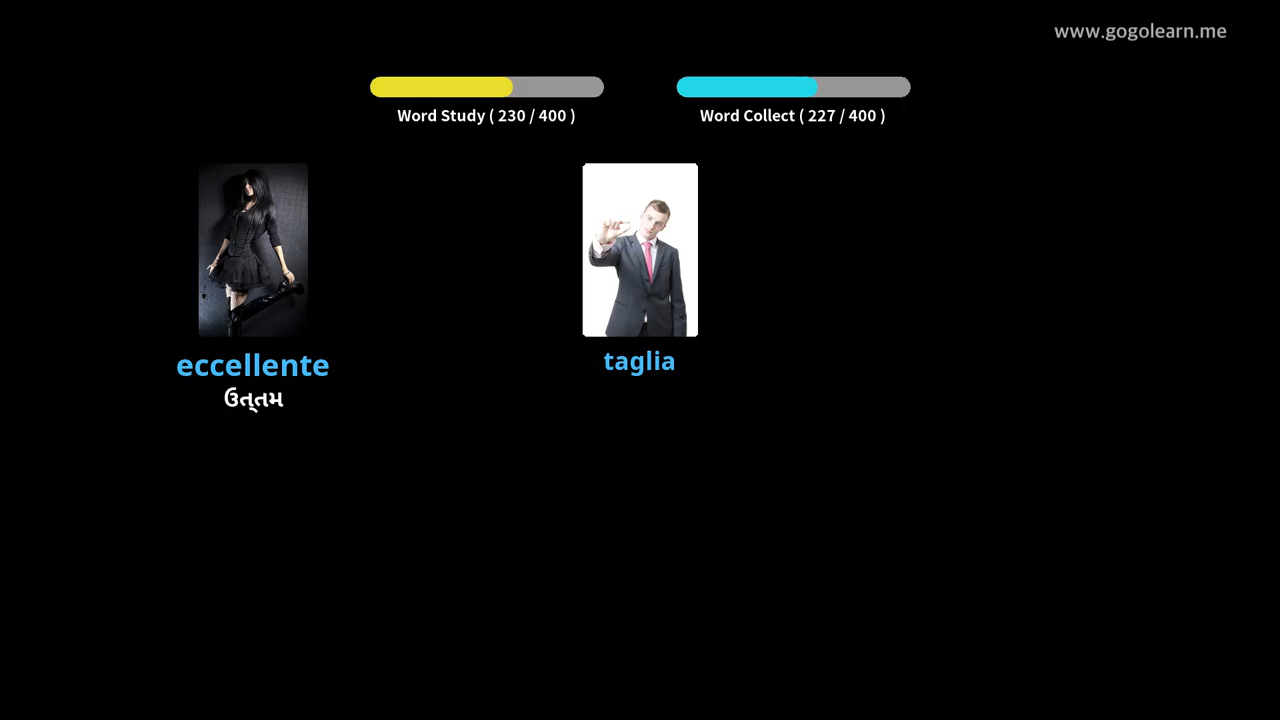 www.gogolearn.me
Word Study ( 230 / 400 )
Word Collect ( 227 / 400 )
eccellente
ઉત્તમ
taglia